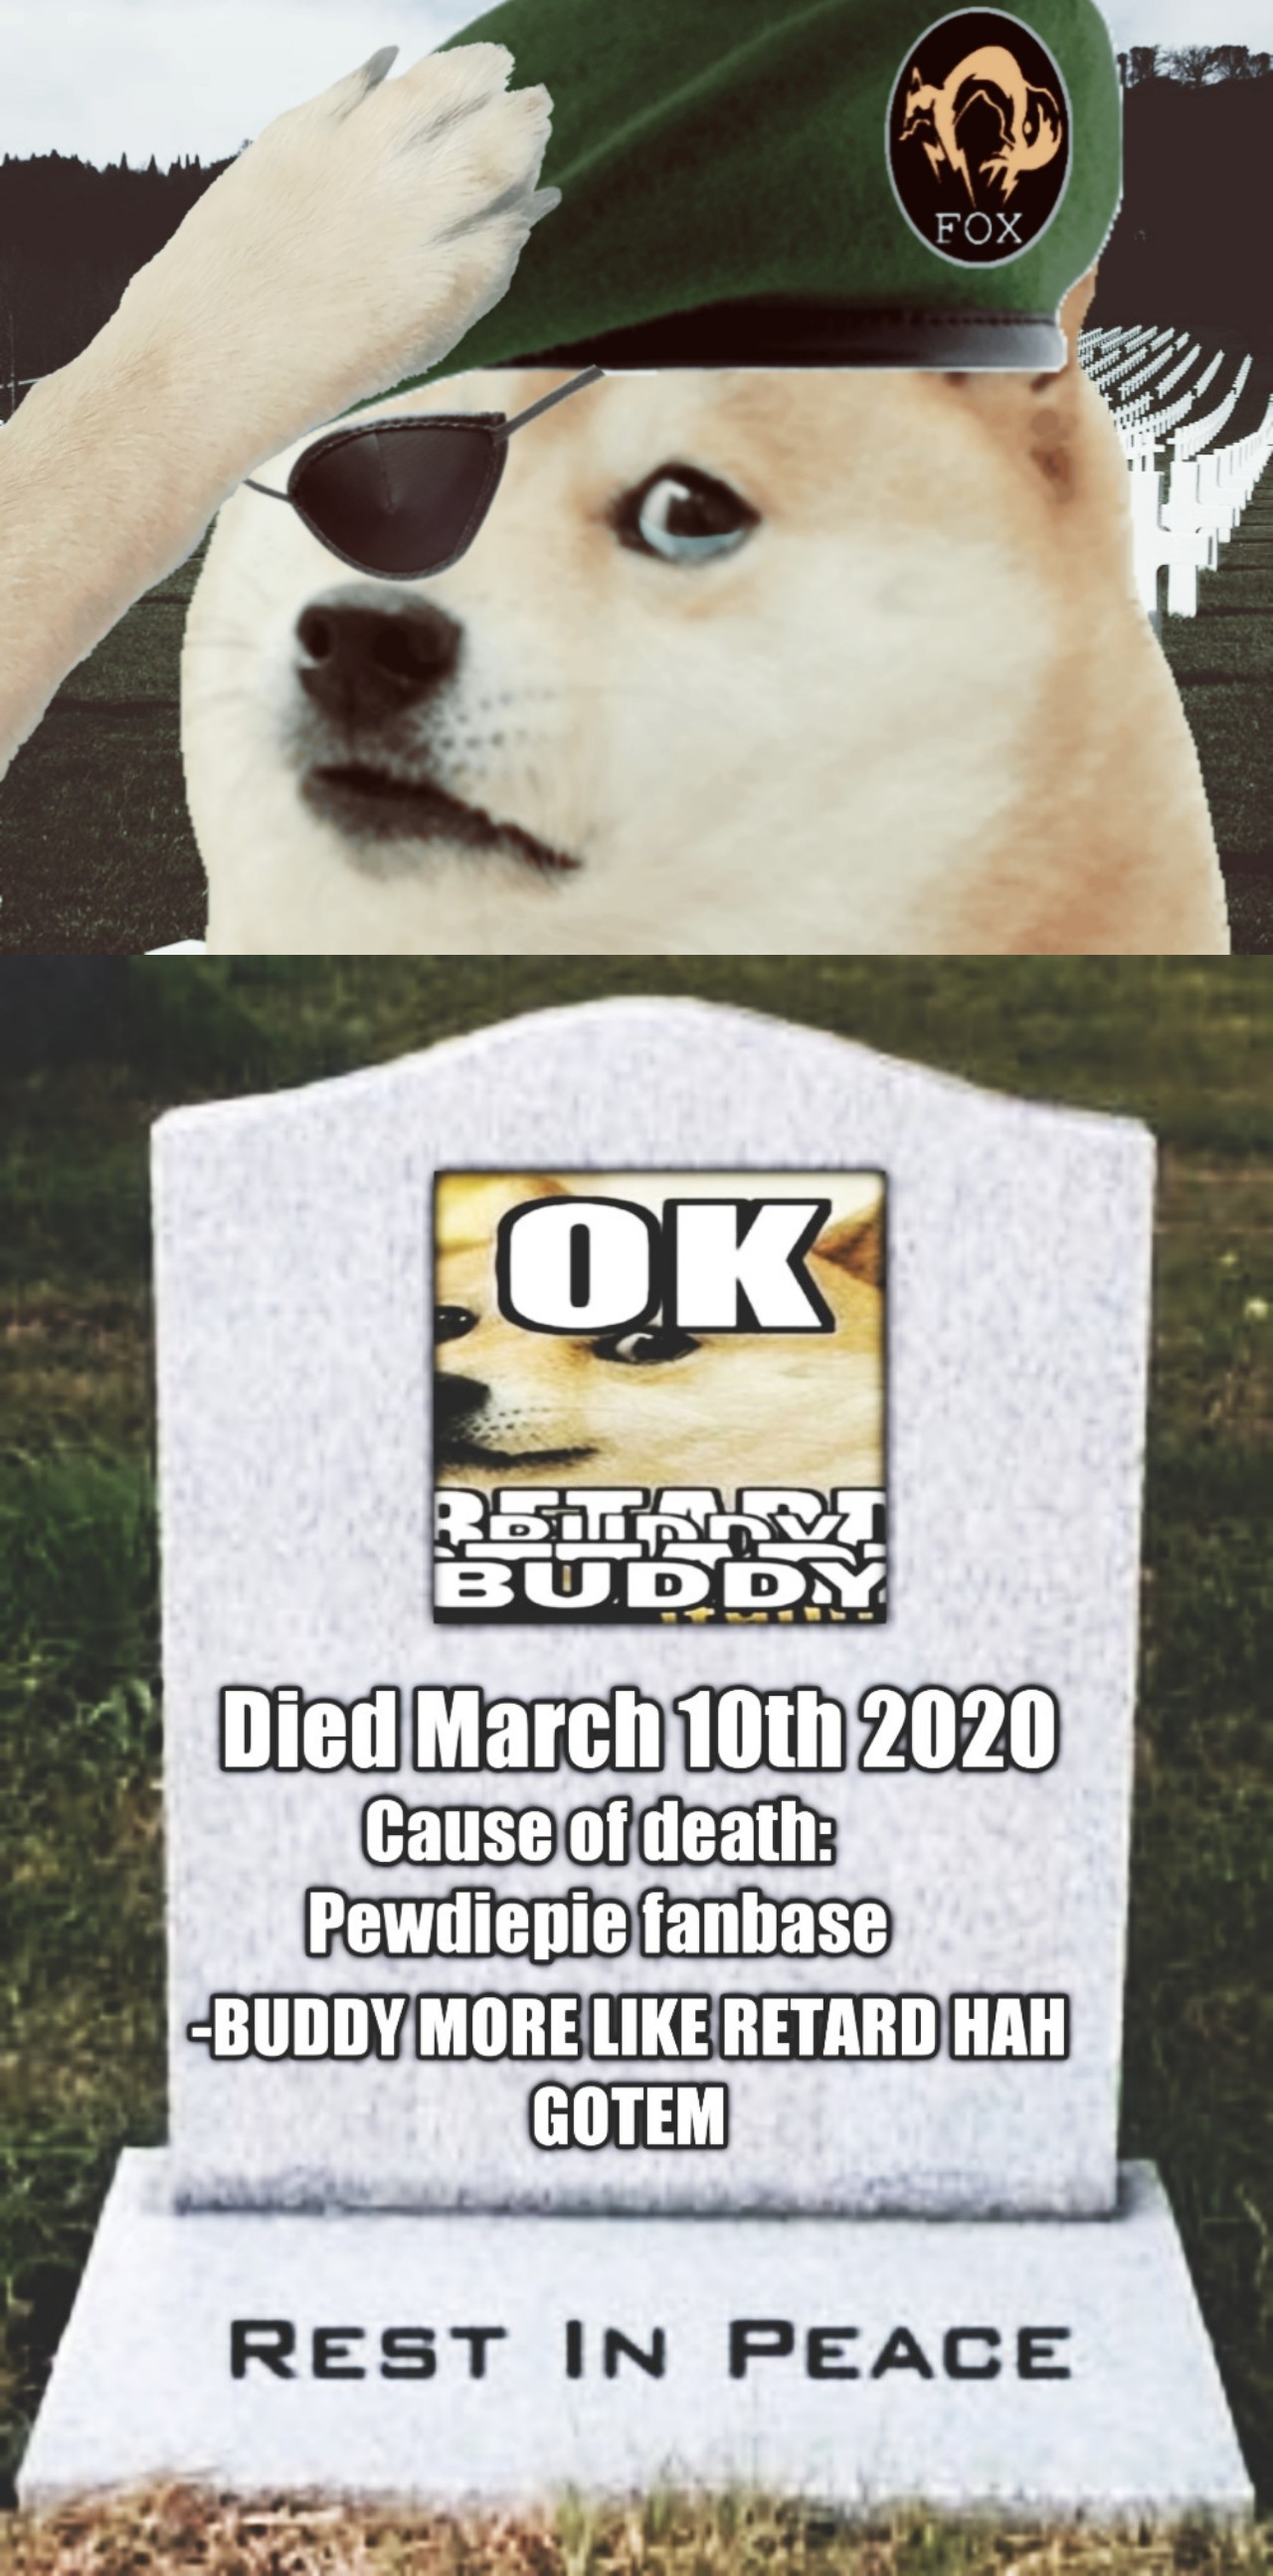 FOX
OK
BUDDY
Died March 10th 2020
Cause of death:
Pewdiepie fanbase
-BUDDY MORE LIKE RETARD HAH
GOTEM
REST IN PEACE